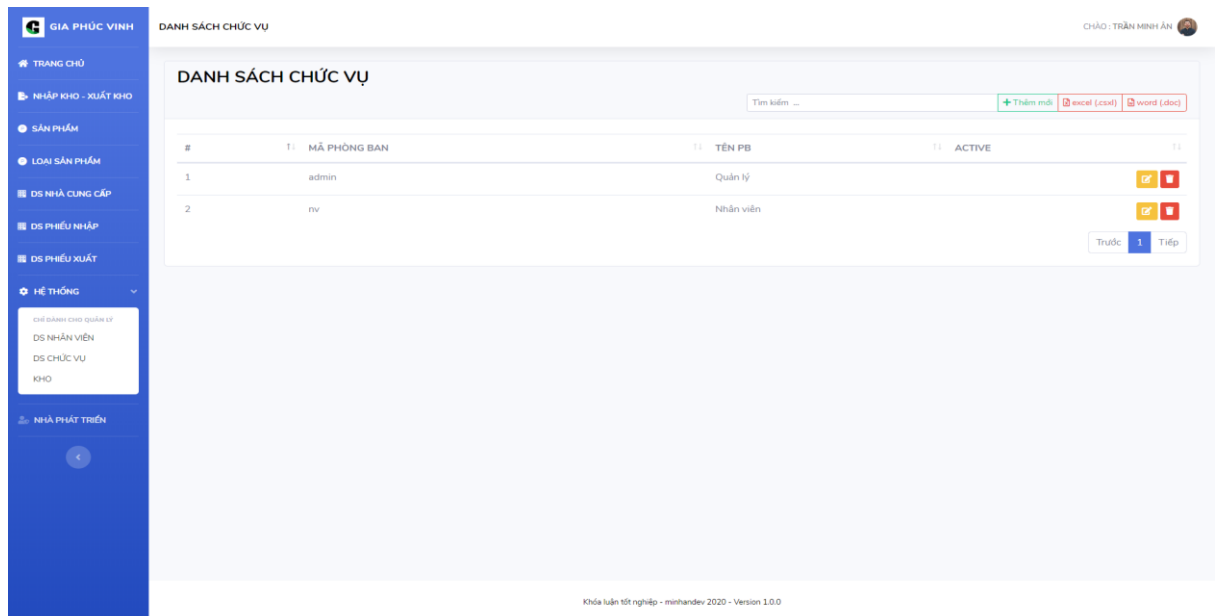 GIA PHÚC VINH
DANH SÁCH CHỨC VỤ
CHÀO : TRẦN MINH ÂN
TRANG CHỦ
NHẬP KHO - XUẤT KHO
SẢN PHẨM
LOẠI SẢN PHẨM
DS NHÀ CUNG CẤP
DS PHIẾU NHẬP
DS PHIẾU XUẤT
HỆ THỐNG
CHỈ DÀNH CHO QUẢN LÝ
DS NHÂN VIÊN
DS CHỨC VỤ
KHO
NHÀ PHÁT TRIỂN
DANH SÁCH CHỨC VỤ
Tìm kiếm ... Thêm mới excel (.csxl) word (.doc)
# MÃ PHÒNG BAN TÊN PB ACTIVE
1 admin Quản lý
2 nv Nhân viên
Trước 1 Tiếp
Khóa luận tốt nghiệp - minhandev 2020 - Version 1.0.0